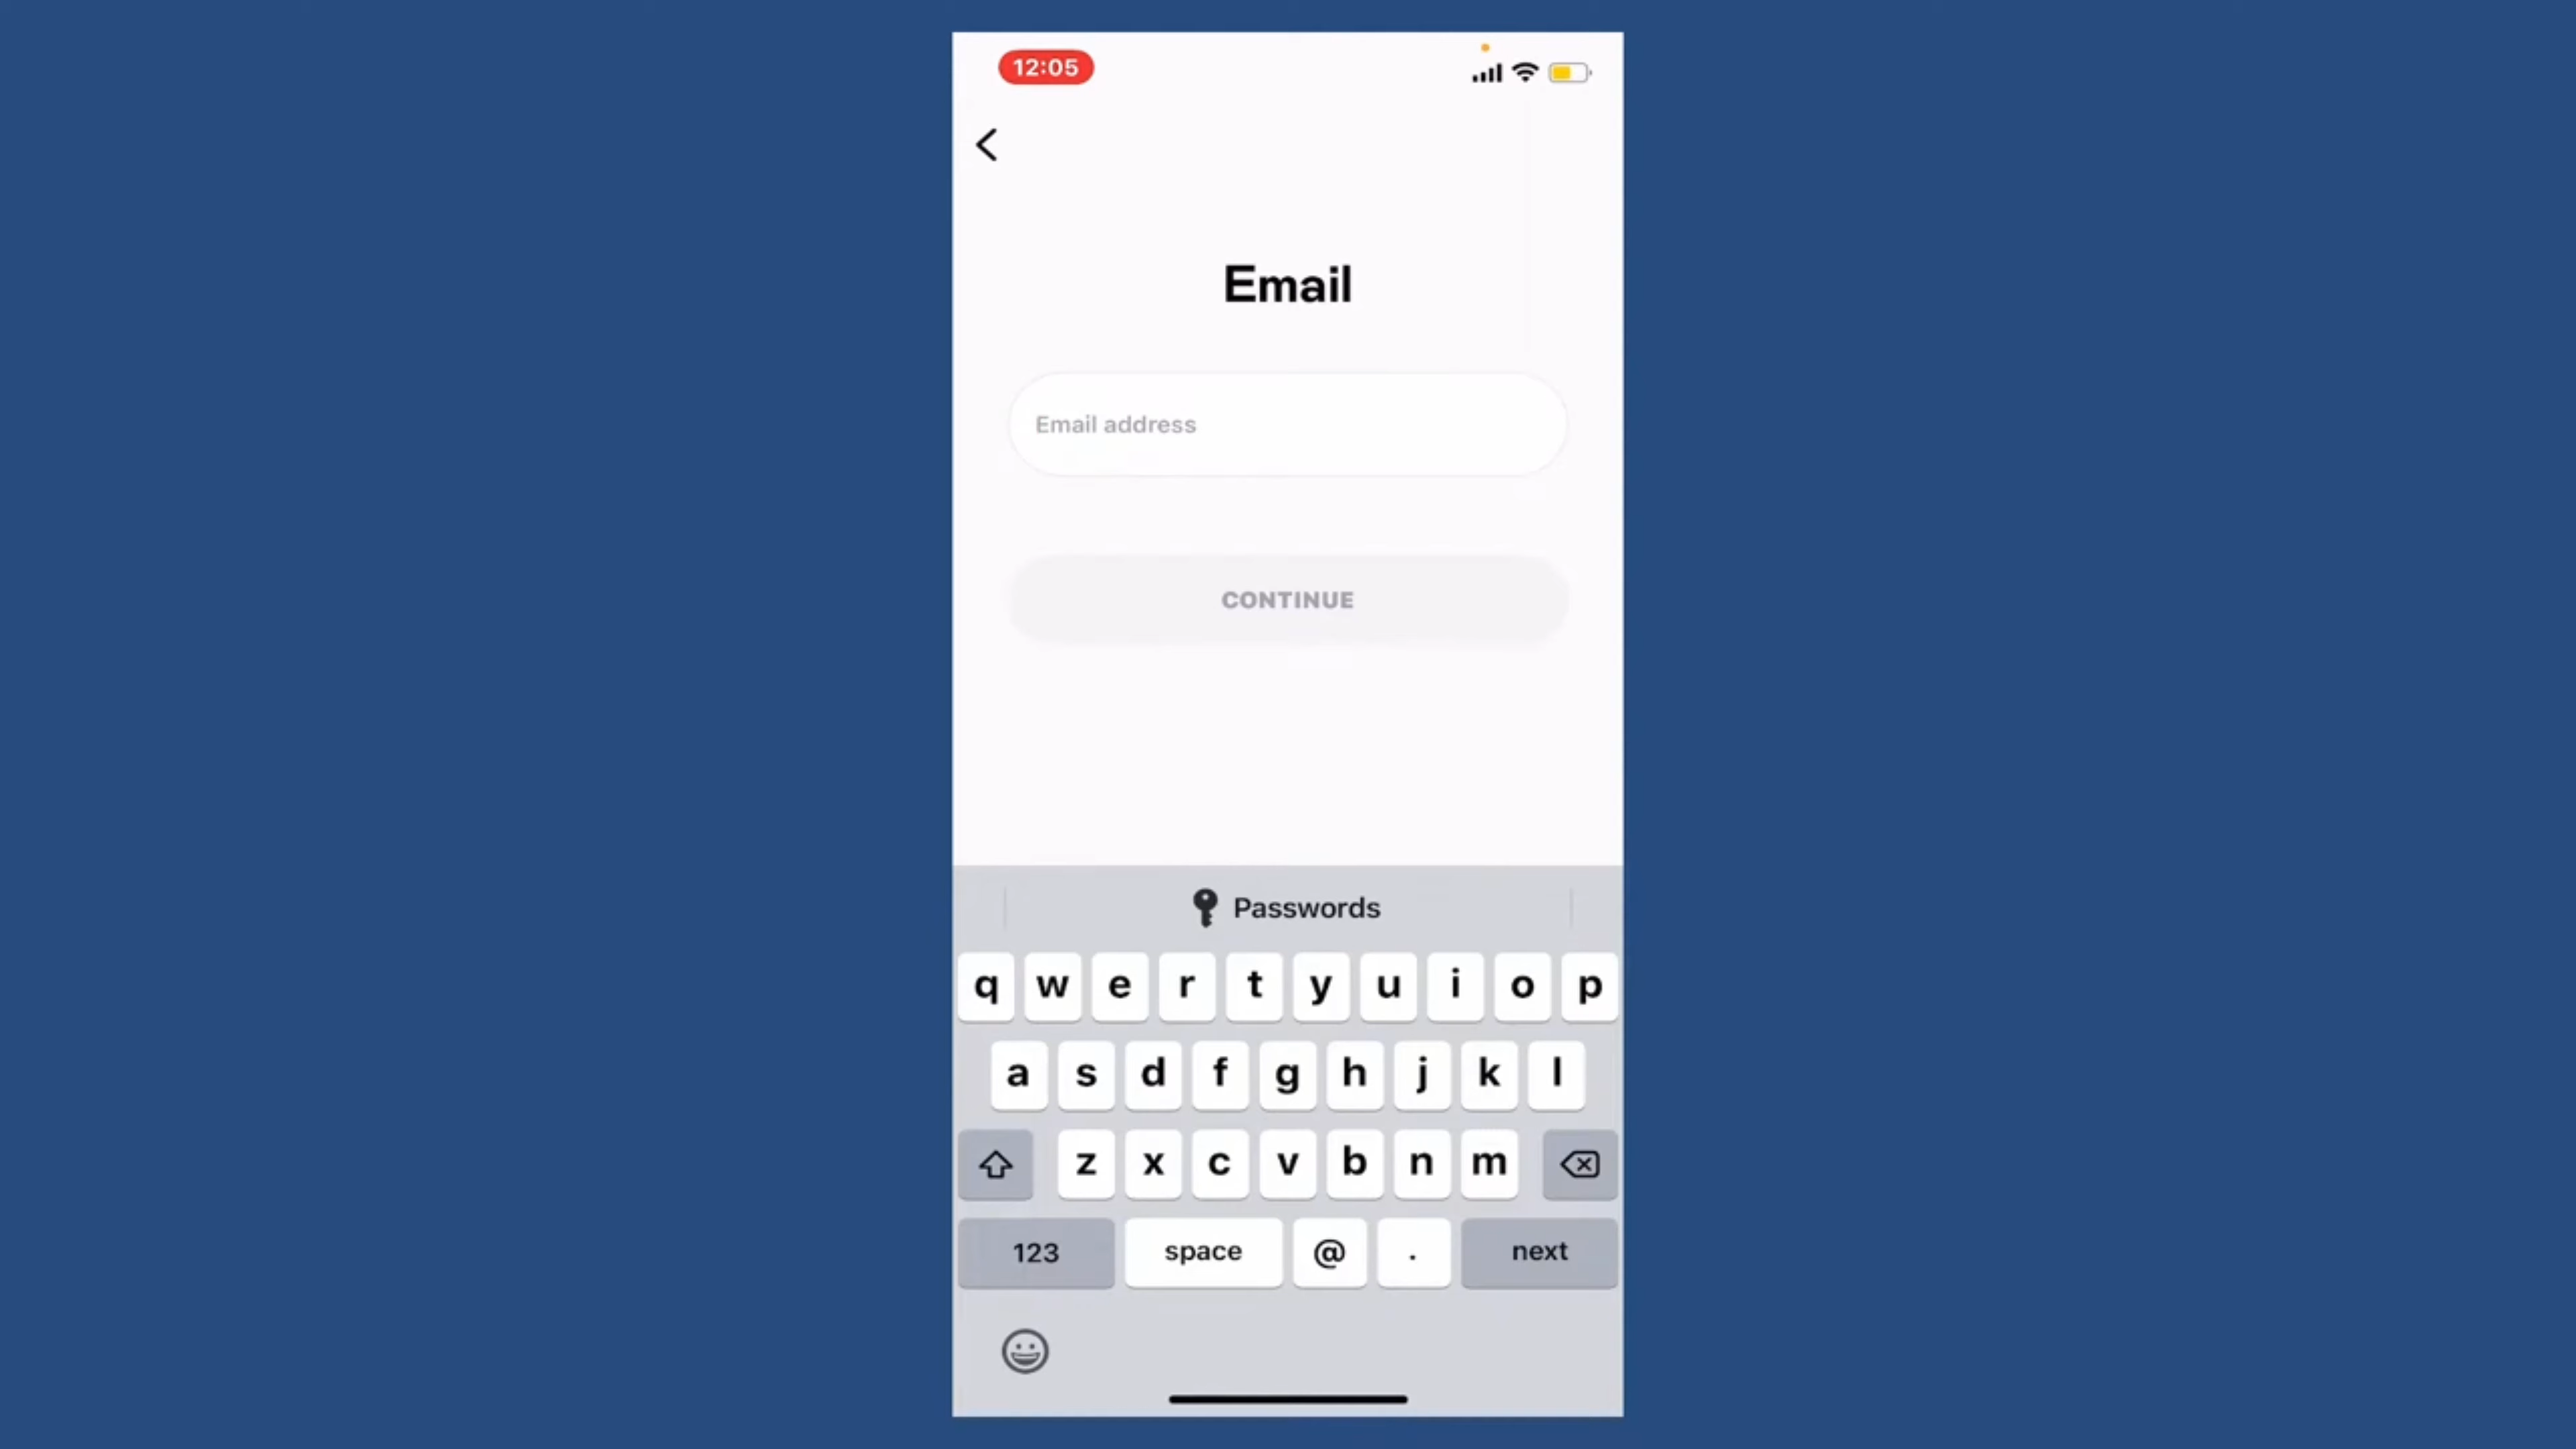 12:05
Email
Email address
CONTINUE
Passwords
q w e r t y u i o p
a s d f g h j k l
z x c v b n m
123 space @ . next